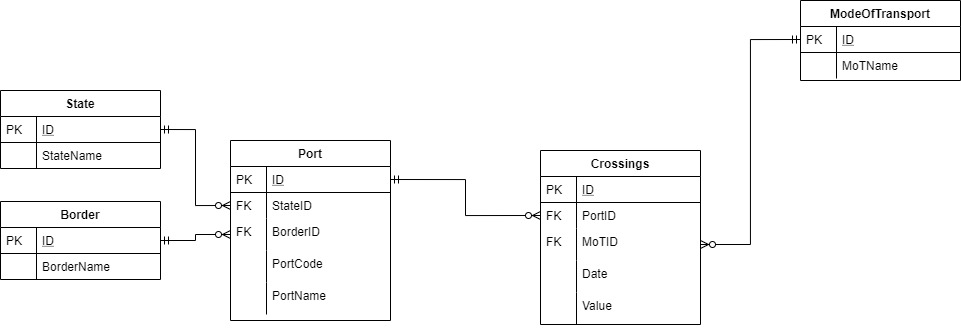 ModeOfTransport
PK ID
MoTName
State
PK ID
StateName
Border
PK ID
BorderName
Port
PK ID
FK StateID
FK BorderID
PortCode
PortName
Crossings
PK ID
FK PortID
FK MoTID
Date
Value